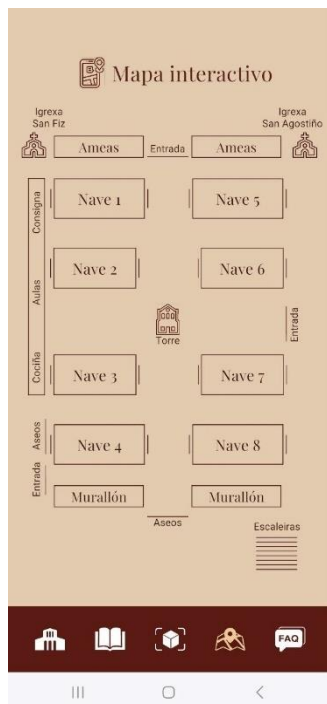 Mapa interactivo
Igrexa
San Fiz
Igrexa
San Agostiño
Ameas
Entrada
Ameas
Consigna
Nave 1
Nave 5
Aulas
Nave 2
Nave 6
Torre
Entrada
Cociña
Nave 3
Nave 7
Aseos
Nave 4
Nave 8
Entrada
Murallón
Murallón
Aseos
Escaleiras
FAQ